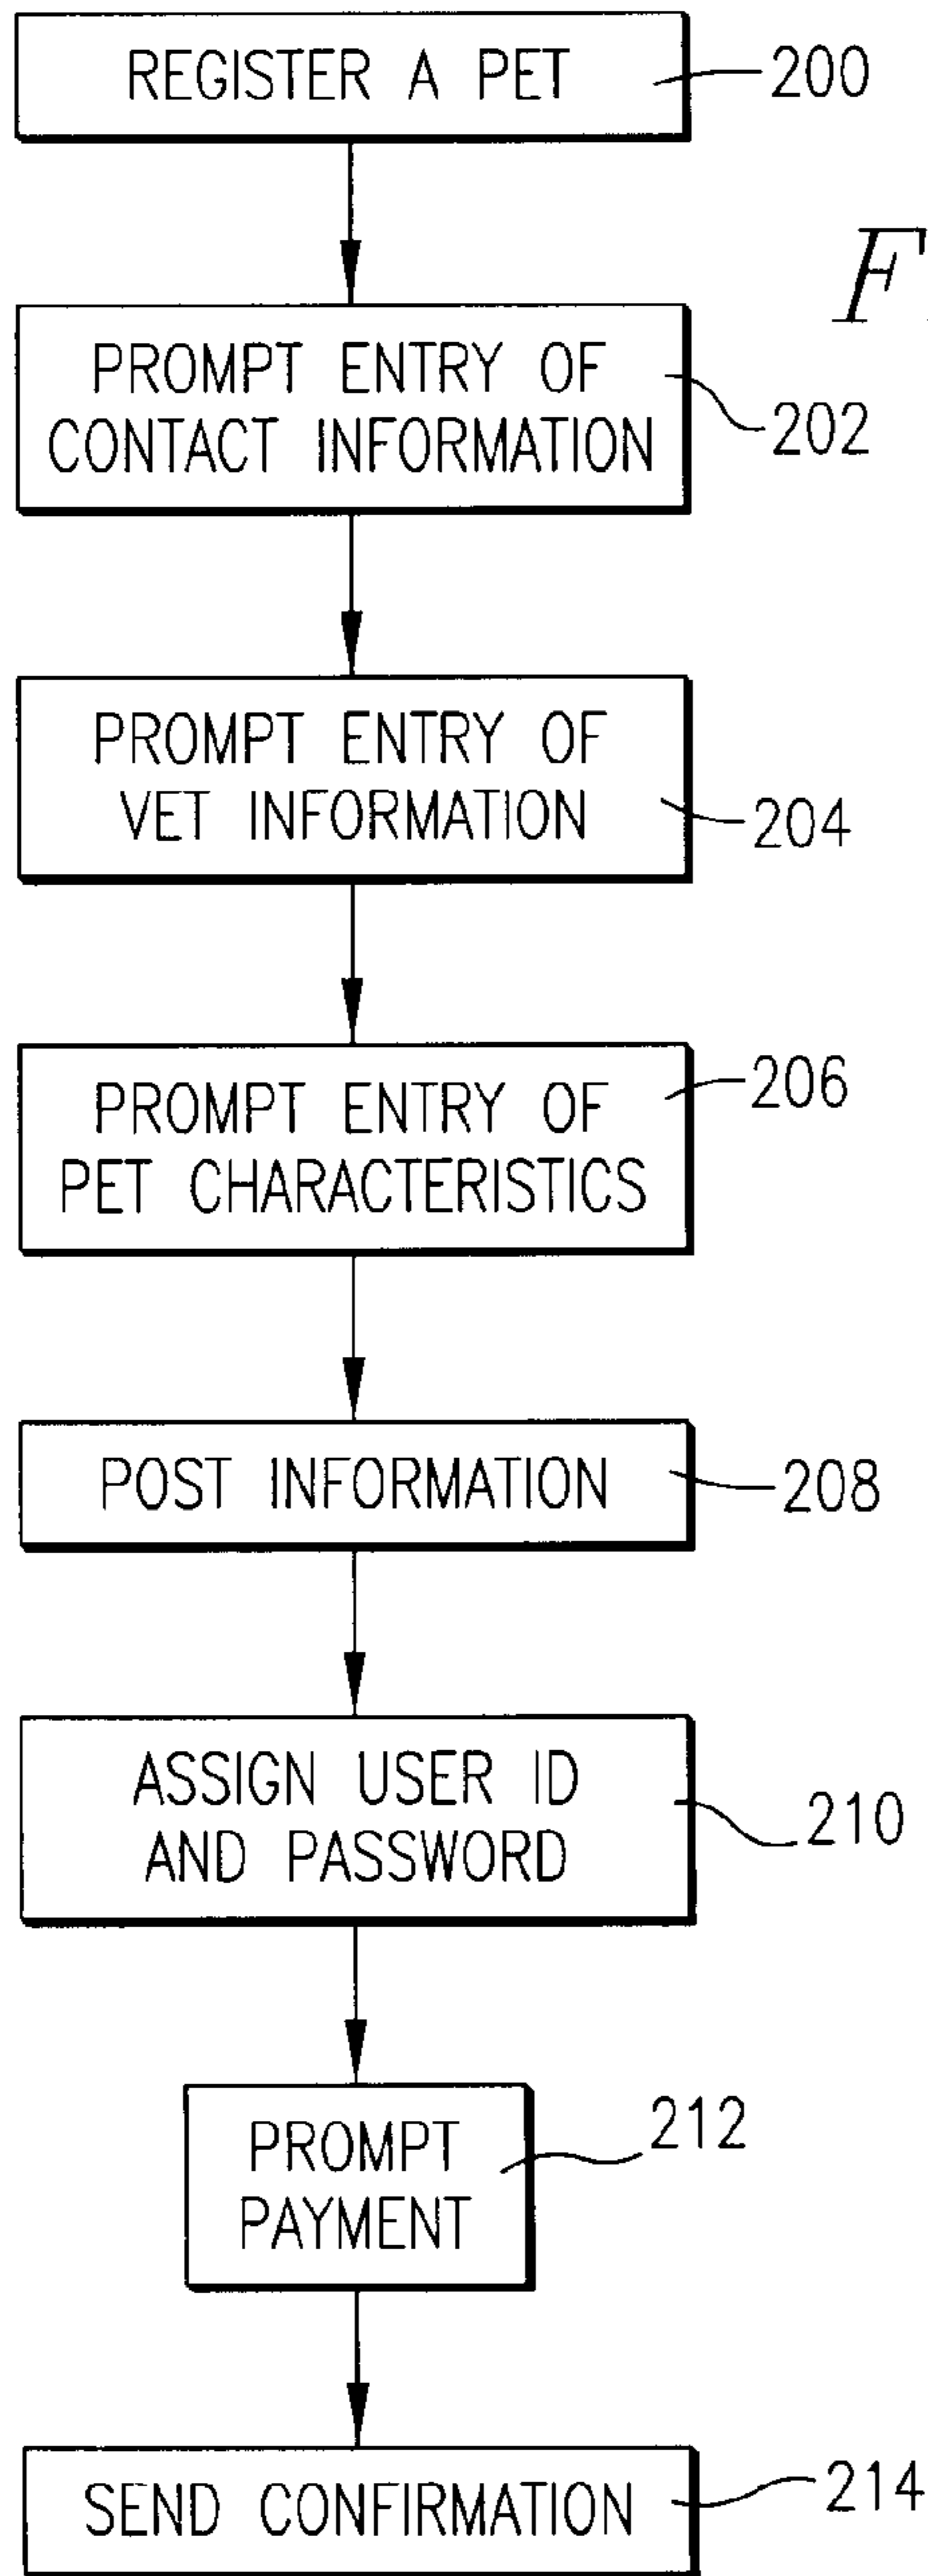 REGISTER A PET
200
F
PROMPT ENTRY OF
CONTACT INFORMATION
202
PROMPT ENTRY OF
VET INFORMATION
204
PROMPT ENTRY OF
PET CHARACTERISTICS
206
POST INFORMATION
208
ASSIGN USER ID
AND PASSWORD
210
PROMPT
PAYMENT
212
SEND CONFIRMATION
214